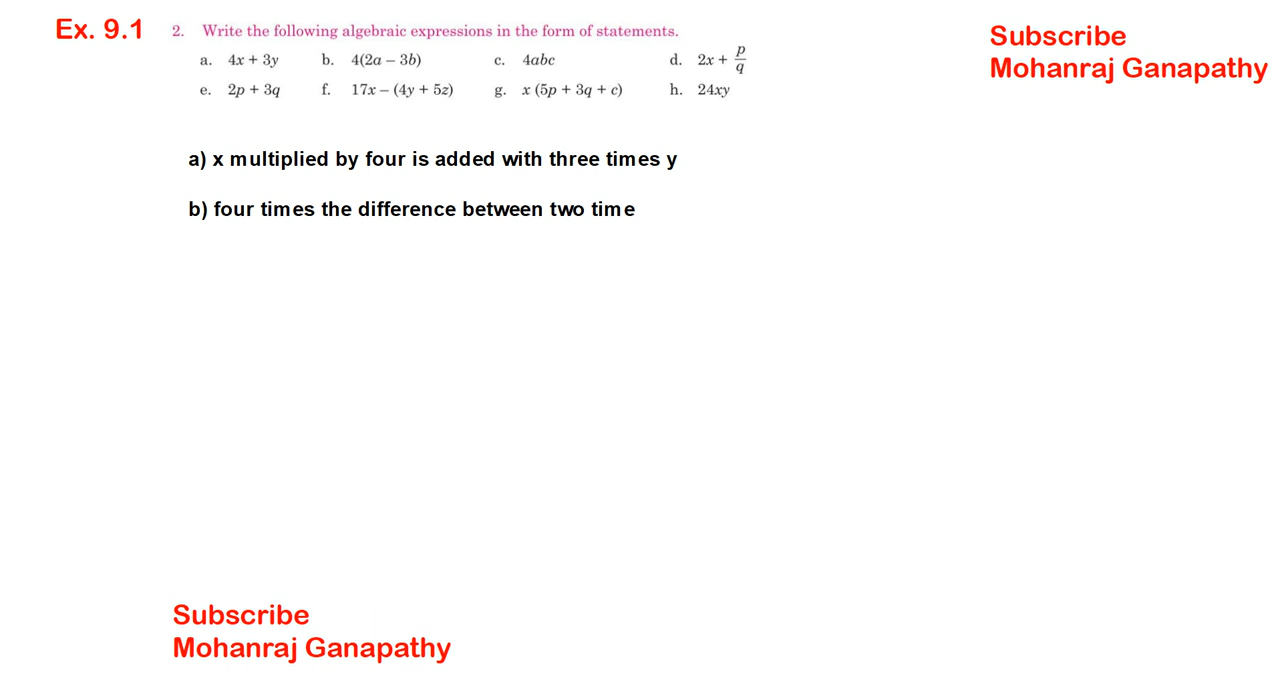 Ex. 9.1 2. Write the following algebraic expressions in the form of statements.
a. 4x + 3y b. 4(2a – 3b) c. 4abc d. 2x + p/q
e. 2p + 3q f. 17x – (4y + 5z) g. x (5p + 3q + c) h. 24xy
Subscribe
Mohanraj Ganapathy
a) x multiplied by four is added with three times y
b) four times the difference between two time
Subscribe
Mohanraj Ganapathy